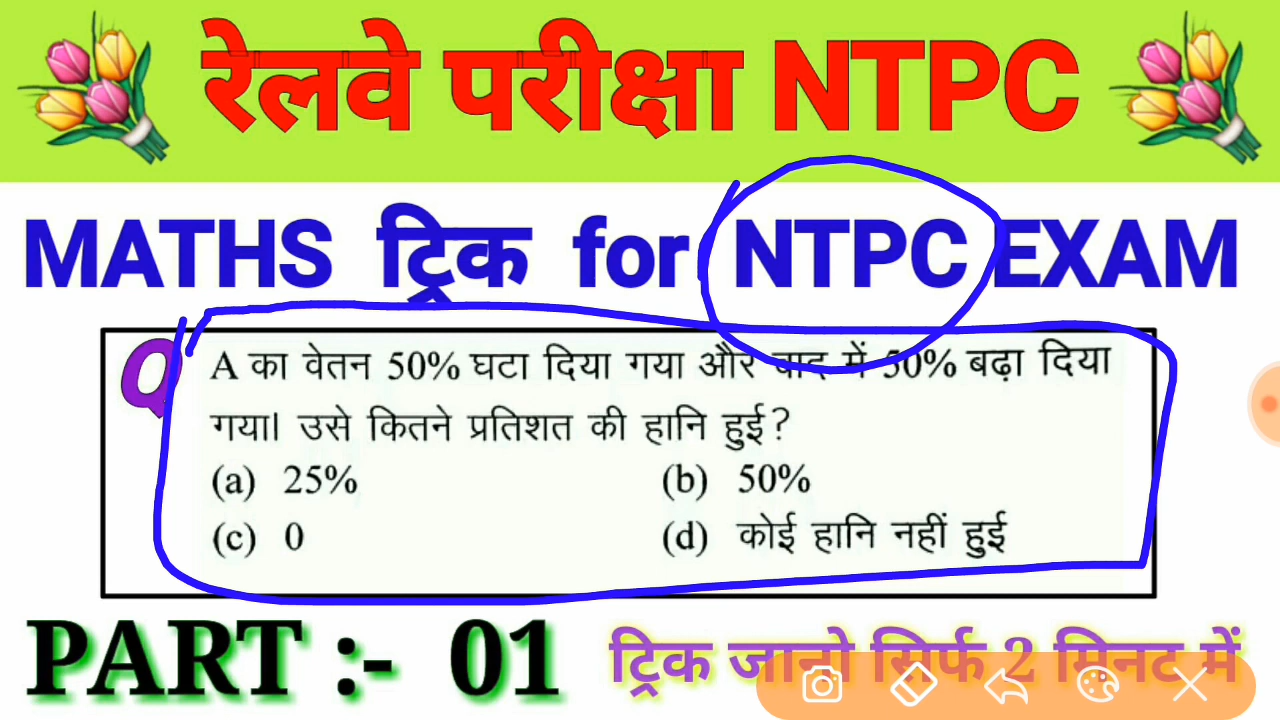 रेलवे परीक्षा NTPC
MATHS ट्रिक for NTPC EXAM
Q
A का वेतन 50% घटा दिया गया और बाद में 50% बढ़ा दिया
गया। उसे कितने प्रतिशत की हानि हुई?
(a) 25% (b) 50%
(c) 0 (d) कोई हानि नहीं हुई
PART :- 01 ट्रिक जानो सिर्फ 2 मिनट में